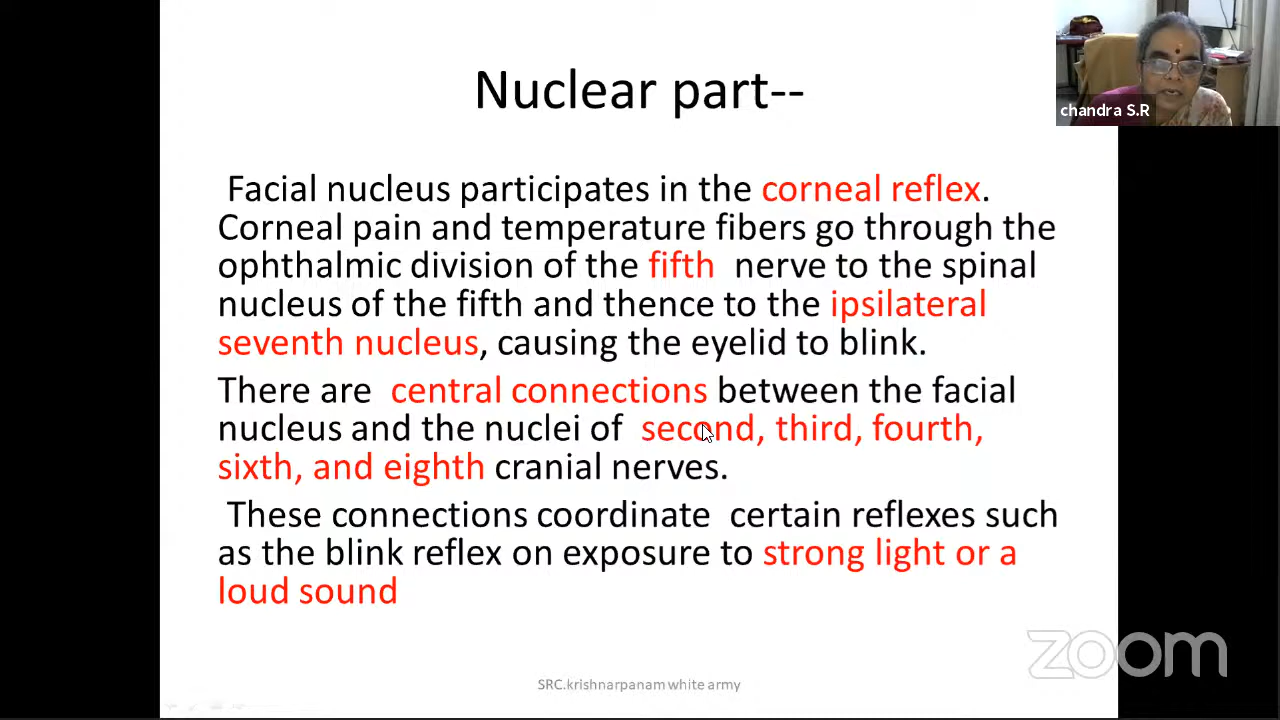 Nuclear part--
chandra S.R
Facial nucleus participates in the corneal reflex.
Corneal pain and temperature fibers go through the
ophthalmic division of the fifth nerve to the spinal
nucleus of the fifth and thence to the ipsilateral
seventh nucleus, causing the eyelid to blink.
There are central connections between the facial
nucleus and the nuclei of second, third, fourth,
sixth, and eighth cranial nerves.
These connections coordinate certain reflexes such
as the blink reflex on exposure to strong light or a
loud sound
zoom
SRC.krishnarpanam white army